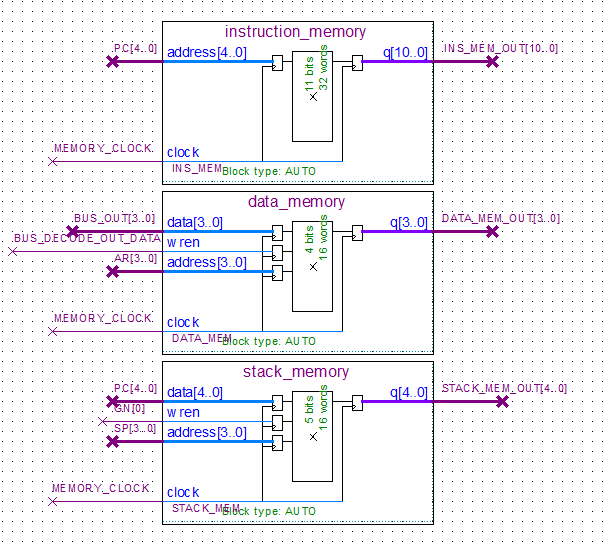 instruction_memory
PC[4..0]
address[4..0]
q[10..0]
INS_MEM_OUT[10..0]
11 bits
32 words
MEMORY_CLOCK
clock
INS_MEM
Block type: AUTO
data_memory
BUS_OUT[3..0]
data[3..0]
q[3..0]
DATA_MEM_OUT[3..0]
BUS_DECODE_OUT_DATA
wren
4 bits
16 words
AR[3..0]
address[3..0]
MEMORY_CLOCK
clock
DATA_MEM
Block type: AUTO
stack_memory
PC[4..0]
data[4..0]
q[4..0]
STACK_MEM_OUT[4..0]
wren
5 bits
16 words
SP[3..0]
address[3..0]
MEMORY_CLOCK
clock
STACK_MEM
Block type: AUTO